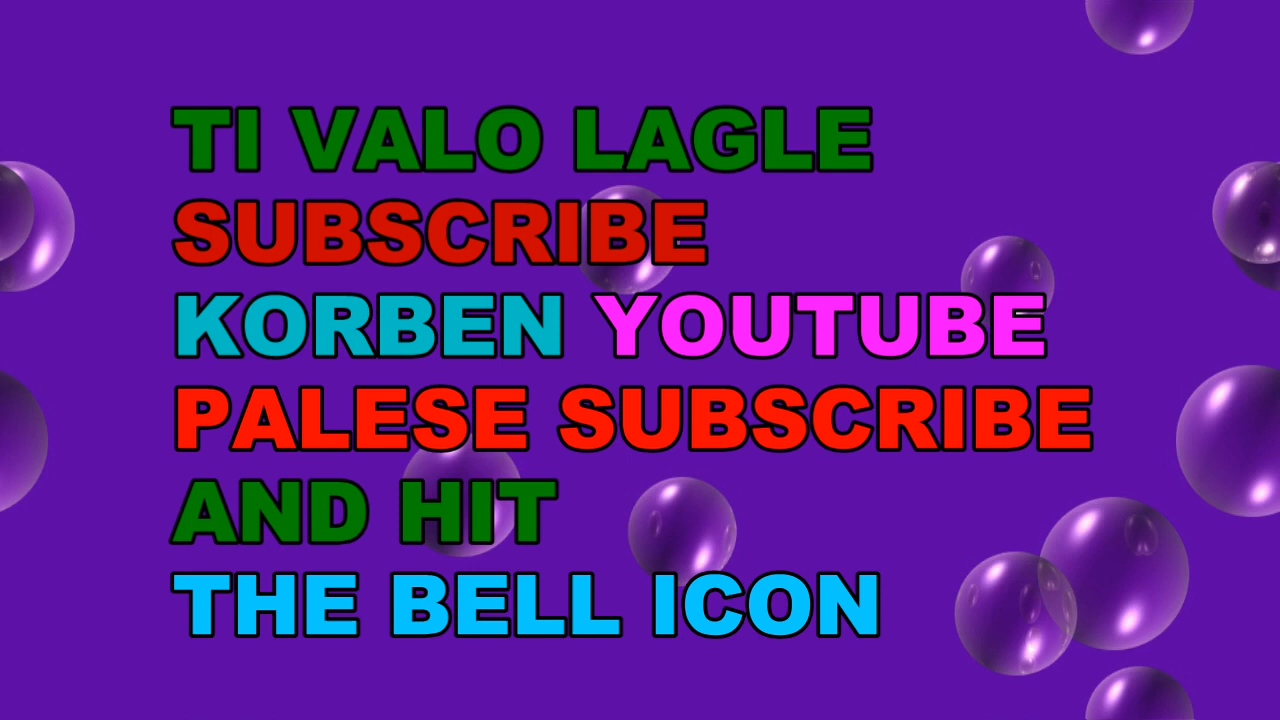 TI VALO LAGLE
SUBSCRIBE
KORBEN YOUTUBE
PALESE SUBSCRIBE
AND HIT
THE BELL ICON